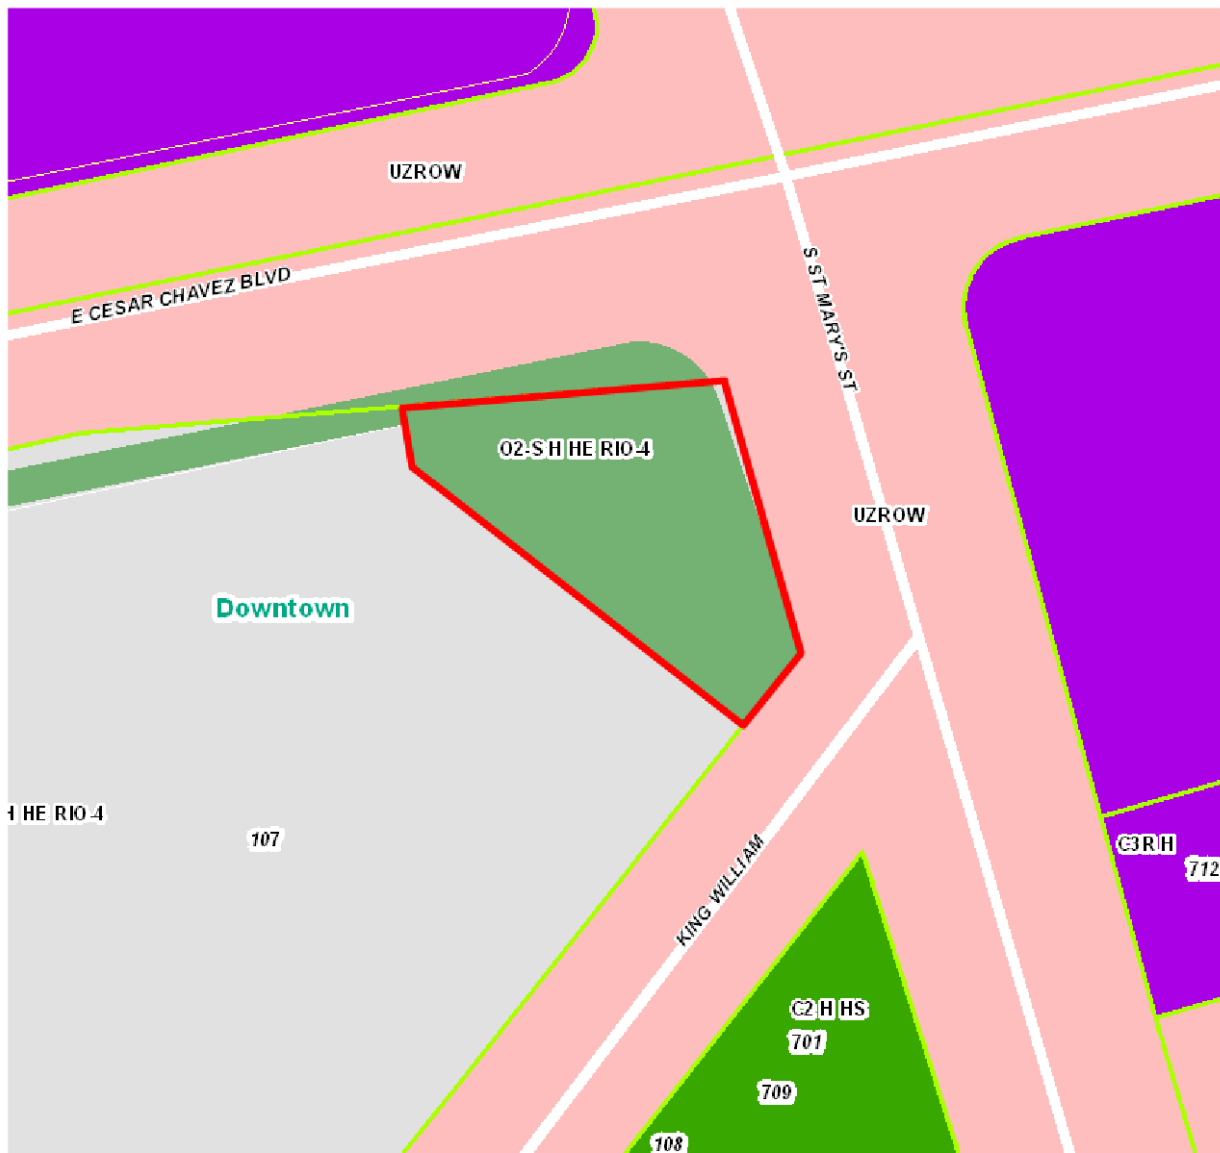 UZROW
E CESAR CHAVEZ BLVD
S ST MARY'S ST
O2-S H HE RIO-4
UZROW
Downtown
H HE RIO-4
107
C3R H
712
KING WILLIAM
C2 H HS
701
709
108